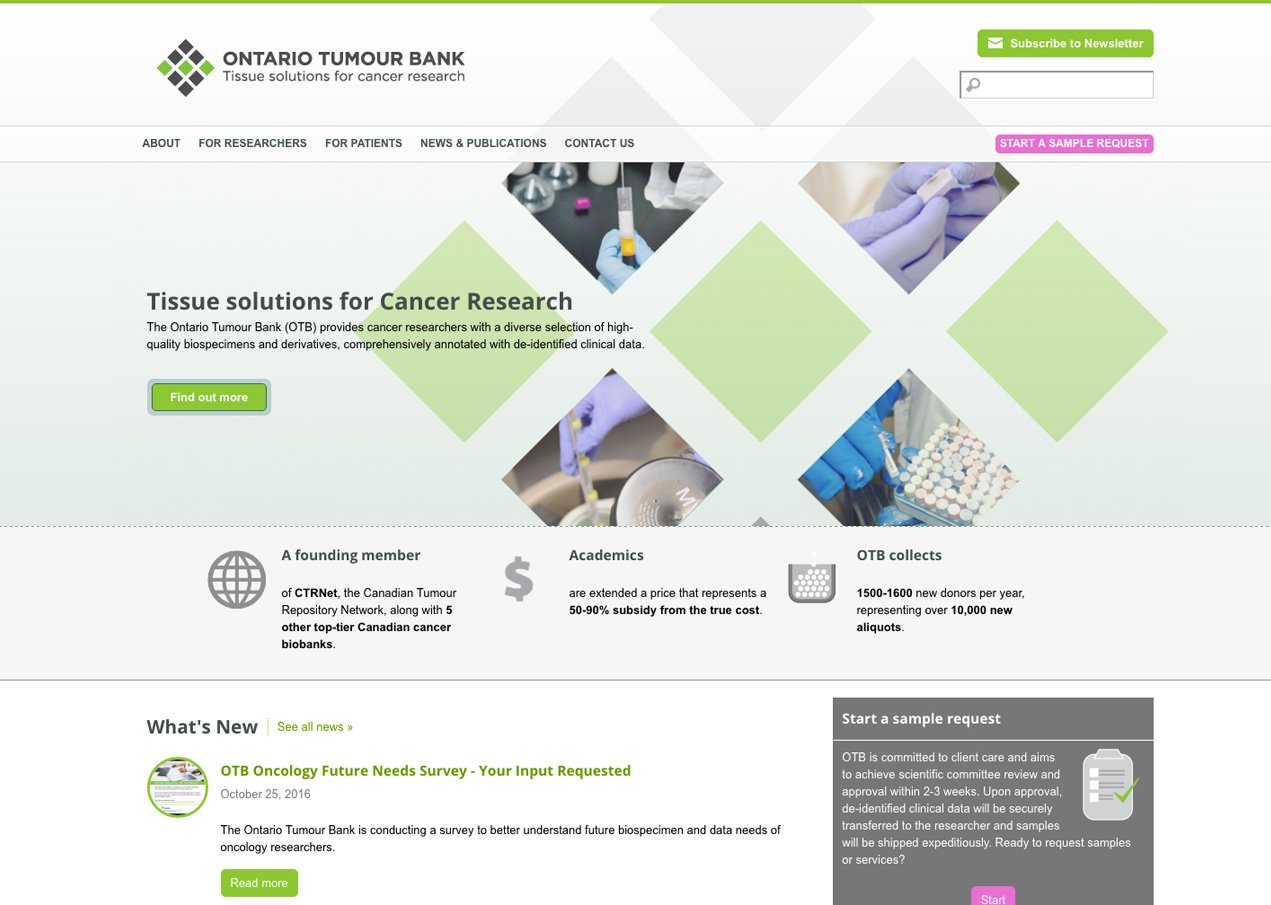 ONTARIO TUMOUR BANK
Tissue solutions for cancer research
Subscribe to Newsletter
ABOUT
FOR RESEARCHERS
FOR PATIENTS
NEWS & PUBLICATIONS
CONTACT US
START A SAMPLE REQUEST
Tissue solutions for Cancer Research
The Ontario Tumour Bank (OTB) provides cancer researchers with a diverse selection of high-
quality biospecimens and derivatives, comprehensively annotated with de-identified clinical data.
Find out more
A founding member
of CTRNet, the Canadian Tumour
Repository Network, along with 5
other top-tier Canadian cancer
biobanks.
Academics
are extended a price that represents a
50-90% subsidy from the true cost.
OTB collects
1500-1600 new donors per year,
representing over 10,000 new
aliquots.
What's New
See all news »
OTB Oncology Future Needs Survey - Your Input Requested
October 25, 2016
The Ontario Tumour Bank is conducting a survey to better understand future biospecimen and data needs of
oncology researchers.
Read more
Start a sample request
OTB is committed to client care and aims
to achieve scientific committee review and
approval within 2-3 weeks. Upon approval,
de-identified clinical data will be securely
transferred to the researcher and samples
will be shipped expeditiously. Ready to request samples
or services?
Start